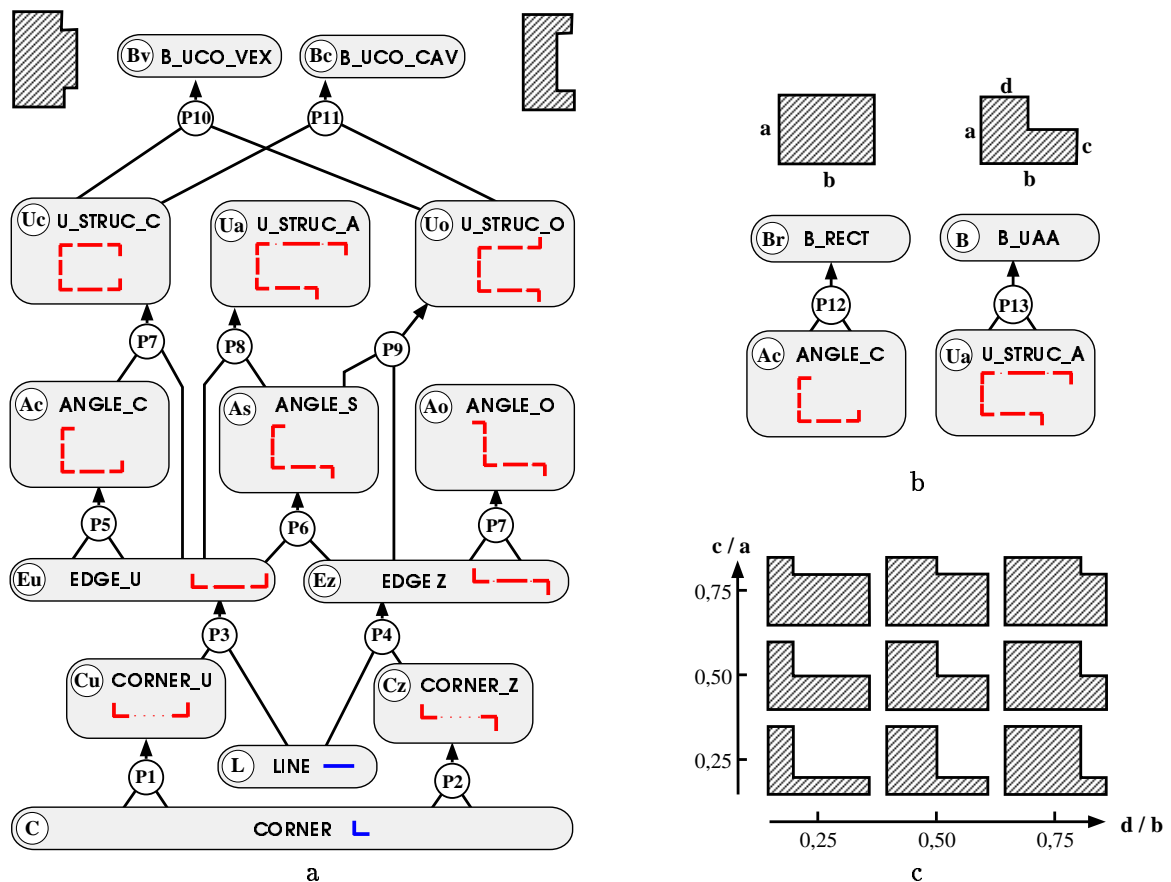 Bv B_UCO_VEX
Bc B_UCO_CAV
P10
P11
Uc U_STRUC_C
Ua U_STRUC_A
Uo U_STRUC_O
P7
P8
P9
Ac ANGLE_C
As ANGLE_S
Ao ANGLE_O
P5
P6
P7
Eu EDGE_U
Ez EDGE Z
P3
P4
Cu CORNER_U
Cz CORNER_Z
L LINE
P1
P2
C CORNER
a
d
a
b
a
c
b
Br B_RECT
B B_UAA
P12
P13
Ac ANGLE_C
Ua U_STRUC_A
b
c / a
0,75
0,50
0,25
0,25 0,50 0,75
d / b
c